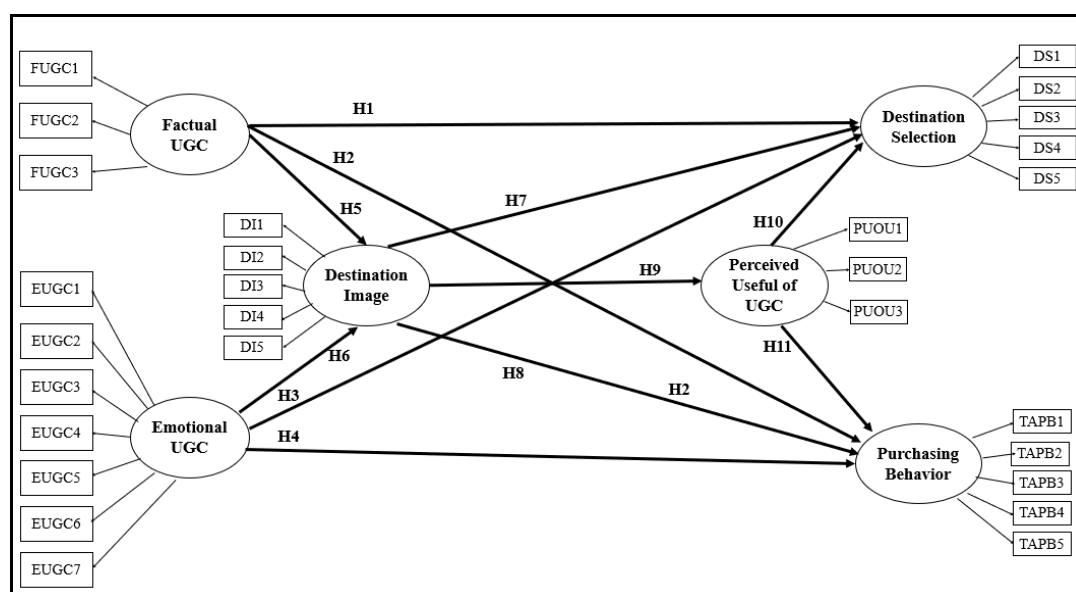 FUGC1
FUGC2
FUGC3
Factual
UGC
H1
H2
H5
H7
Destination
Selection
DS1
DS2
DS3
DS4
DS5
DI1
DI2
DI3
DI4
DI5
Destination
Image
H9
H10
Perceived
Useful of
UGC
PUOU1
PUOU2
PUOU3
H11
H6
H8
H2
H3
H4
EUGC1
EUGC2
EUGC3
EUGC4
EUGC5
EUGC6
EUGC7
Emotional
UGC
Purchasing
Behavior
TAPB1
TAPB2
TAPB3
TAPB4
TAPB5